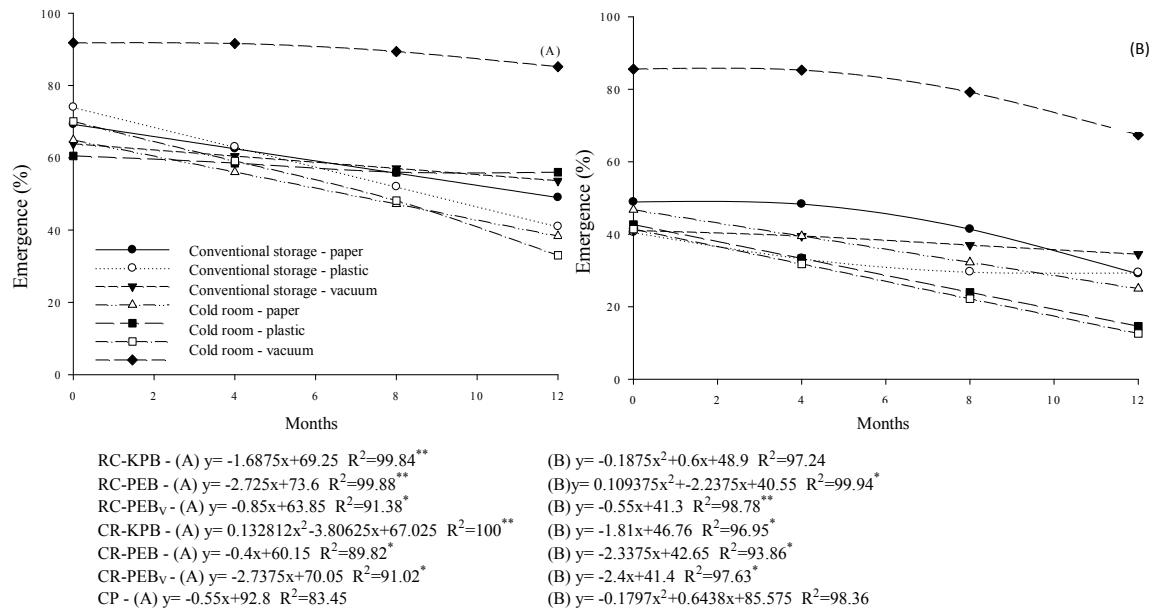 (A)
100
80
60
40
20
0
Emergence (%)
Conventional storage - paper
Conventional storage - plastic
Conventional storage - vacuum
Cold room - paper
Cold room - plastic
Cold room - vacuum
0 2 4 6 8 10 12
Months
(B)
100
80
60
40
20
0
Emergence (%)
0 2 4 6 8 10 12
Months
RC-KPB - (A) y= -1.6875x+69.25 R²=99.84** (B) y= -0.1875x²+0.6x+48.9 R²=97.24
RC-PEB - (A) y= -2.725x+73.6 R²=99.88** (B)y= 0.109375x²+-2.2375x+40.55 R²=99.94*
RC-PEBV - (A) y= -0.85x+63.85 R²=91.38* (B) y= -0.55x+41.3 R²=98.78**
CR-KPB - (A) y= 0.132812x²-3.80625x+67.025 R²=100** (B) y= -1.81x+46.76 R²=96.95*
CR-PEB - (A) y= -0.4x+60.15 R²=89.82* (B) y= -2.3375x+42.65 R²=93.86*
CR-PEBV - (A) y= -2.7375x+70.05 R²=91.02* (B) y= -2.4x+41.4 R²=97.63*
CP - (A) y= -0.55x+92.8 R²=83.45 (B) y= -0.1797x²+0.6438x+85.575 R²=98.36